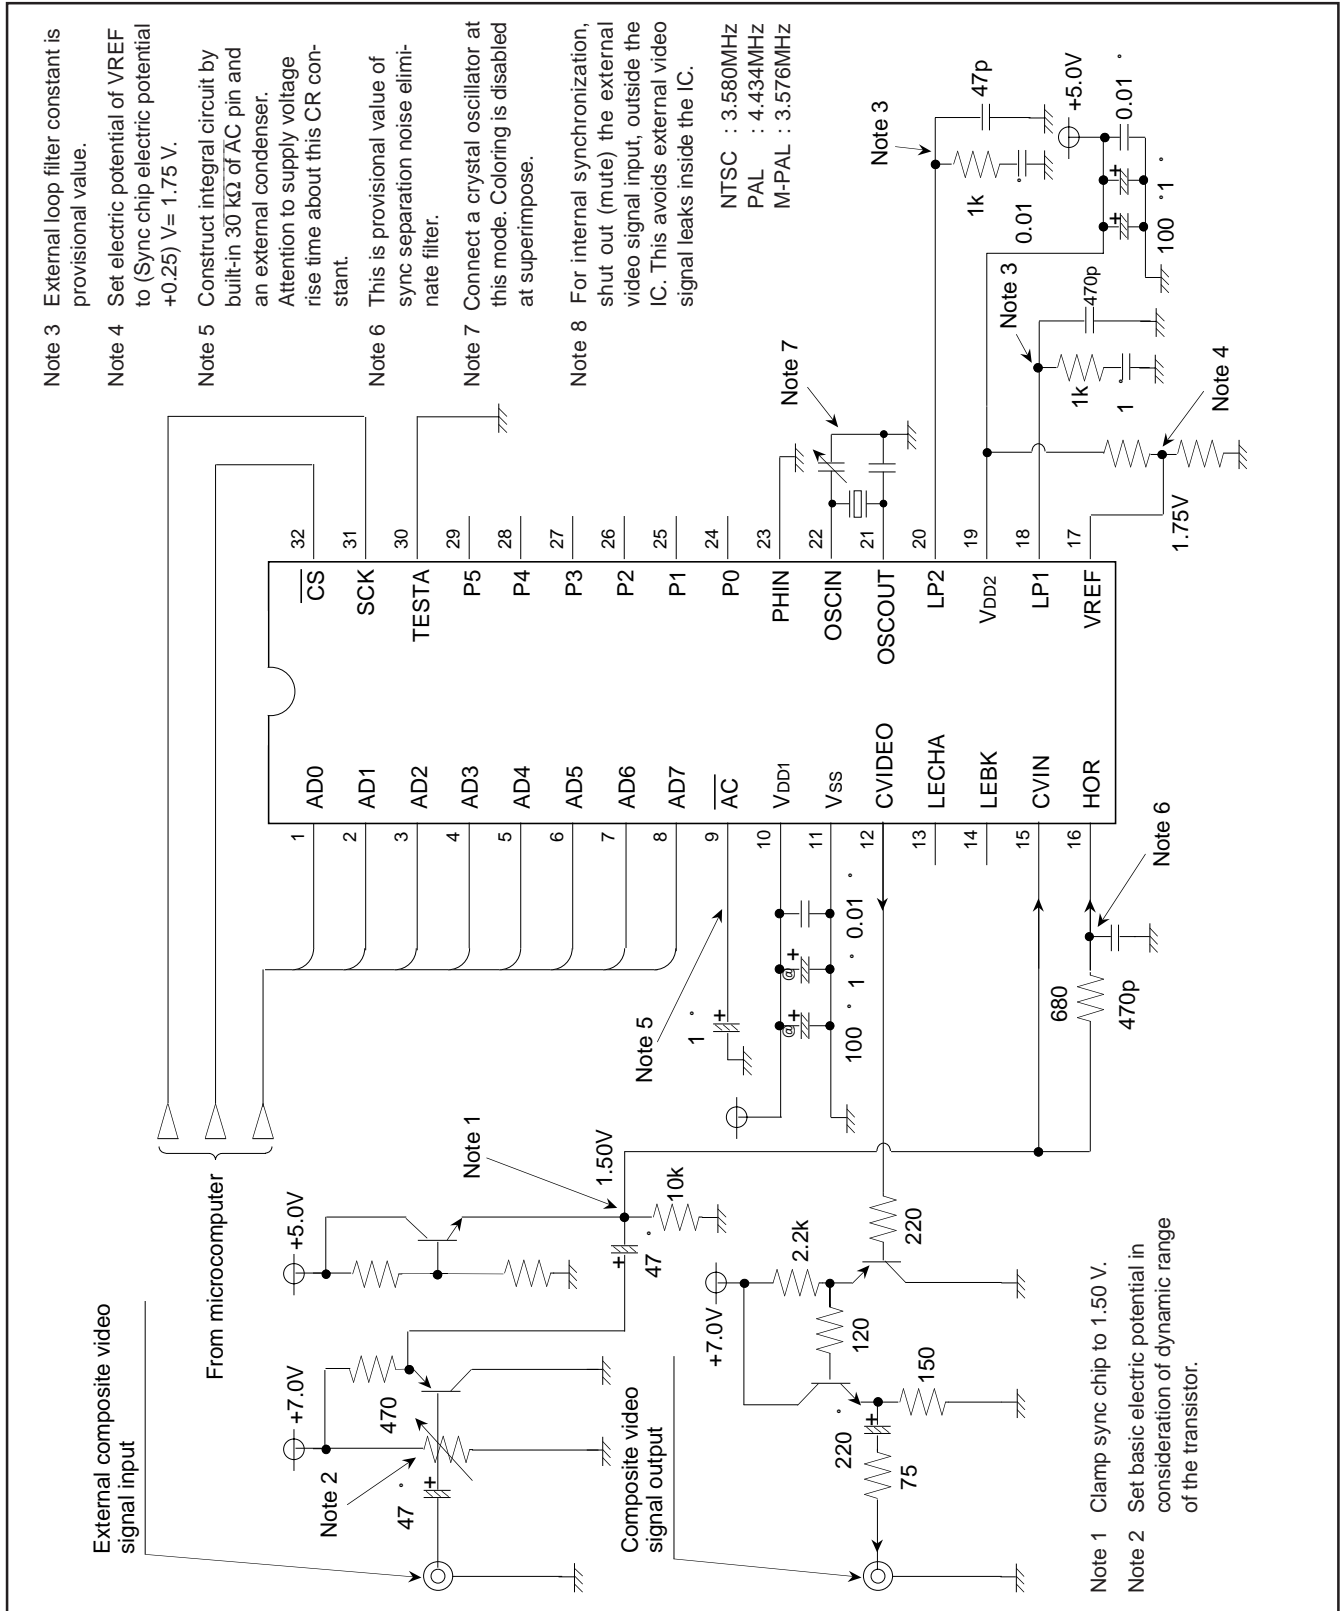 External composite video
signal input
+7.0V
Note 2
470
47
°
+
+5.0V
From microcomputer
Note 1
1.50V
47
°
+
10k
Composite video
signal output
+7.0V
2.2k
120
220
220
°
+
75
150
Note 1 Clamp sync chip to 1.50 V.
Note 2 Set basic electric potential in
consideration of dynamic range
of the transistor.
Note 5
1
°
+
@
+
@
+
100
°
1
°
0.01
°
680
470p
Note 6
1
AD0
2
AD1
3
AD2
4
AD3
5
AD4
6
AD5
7
AD6
8
AD7
9
AC
10
VDD1
11
VSS
12
CVIDEO
13
LECHA
14
LEBK
15
CVIN
16
HOR
32
CS
31
SCK
30
TESTA
29
P5
28
P4
27
P3
26
P2
25
P1
24
P0
23
PHIN
22
OSCIN
21
OSCOUT
20
LP2
19
VDD2
18
LP1
17
VREF
1.75V
Note 7
Note 3
47p
1k
0.01
°
+5.0V
0.01
°
+
+
100
°
1
°
Note 3
470p
1k
1
°
Note 4
Note 3 External loop filter constant is
provisional value.
Note 4 Set electric potential of VREF
to (Sync chip electric potential
+0.25) V= 1.75 V.
Note 5 Construct integral circuit by
built-in 30 kΩ of AC pin and
an external condenser.
Attention to supply voltage
rise time about this CR con-
stant.
Note 6 This is provisional value of
sync separation noise elimi-
nate filter.
Note 7 Connect a crystal oscillator at
this mode. Coloring is disabled
at superimpose.
Note 8 For internal synchronization,
shut out (mute) the external
video signal input, outside the
IC. This avoids external video
signal leaks inside the IC.
NTSC : 3.580MHz
PAL : 4.434MHz
M-PAL : 3.576MHz